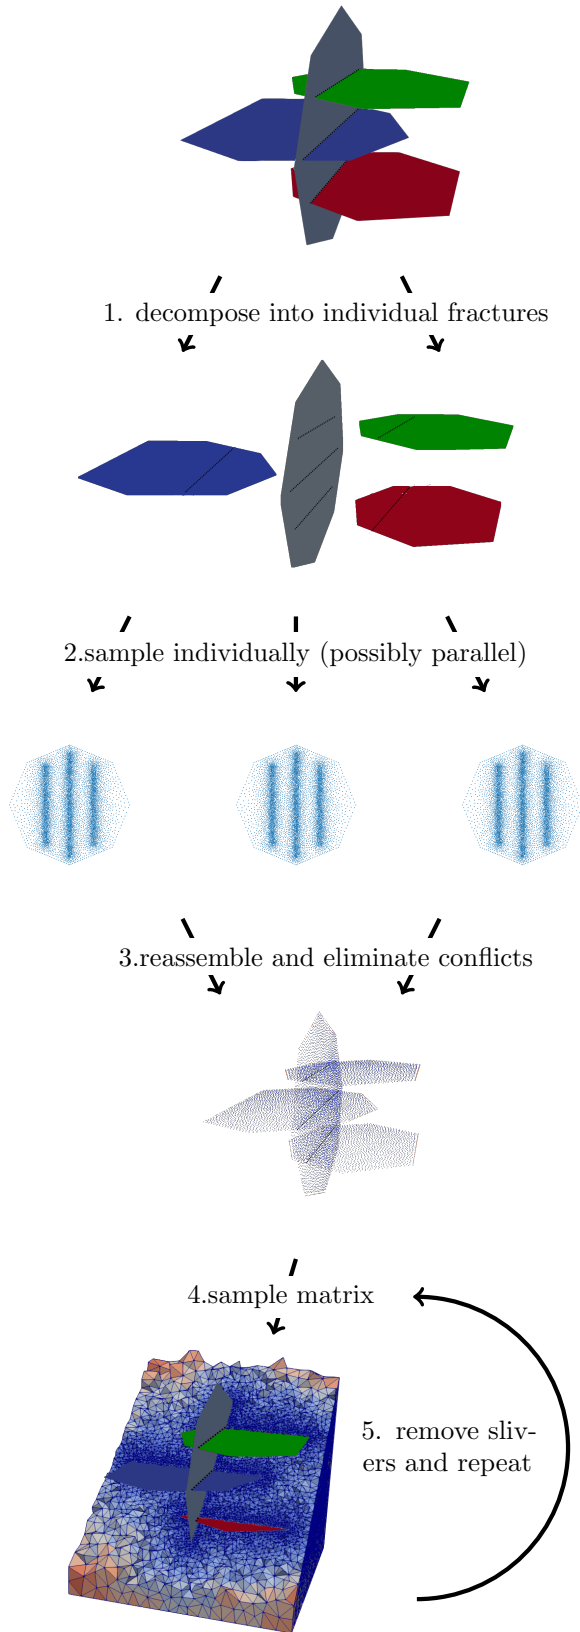 1. decompose into individual fractures
2.sample individually (possibly parallel)
3.reassemble and eliminate conflicts
4.sample matrix
5. remove sliv-
ers and repeat